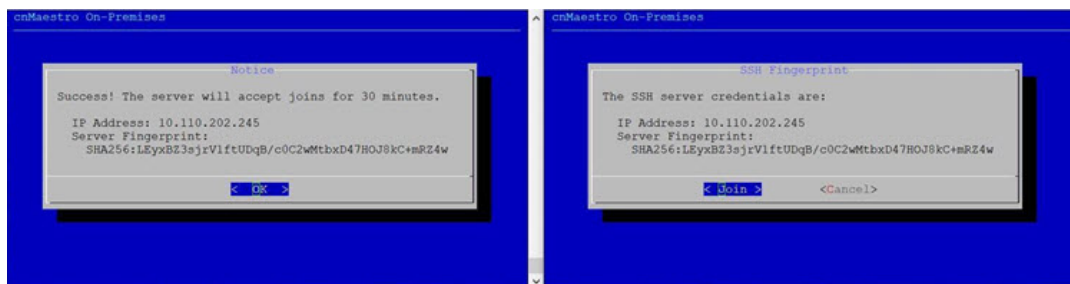 cnMaestro On-Premises
Notice
Success! The server will accept joins for 30 minutes.
IP Address: 10.110.202.245
Server Fingerprint:
SHA256:LEyxBZ3sjrV1ftUDqB/c0C2wMtbxD47HOJ8kC+mRZ4w
< OK >
cnMaestro On-Premises
SSH Fingerprint
The SSH server credentials are:
IP Address: 10.110.202.245
Server Fingerprint:
SHA256:LEyxBZ3sjrV1ftUDqB/c0C2wMtbxD47HOJ8kC+mRZ4w
< Join > <Cancel>